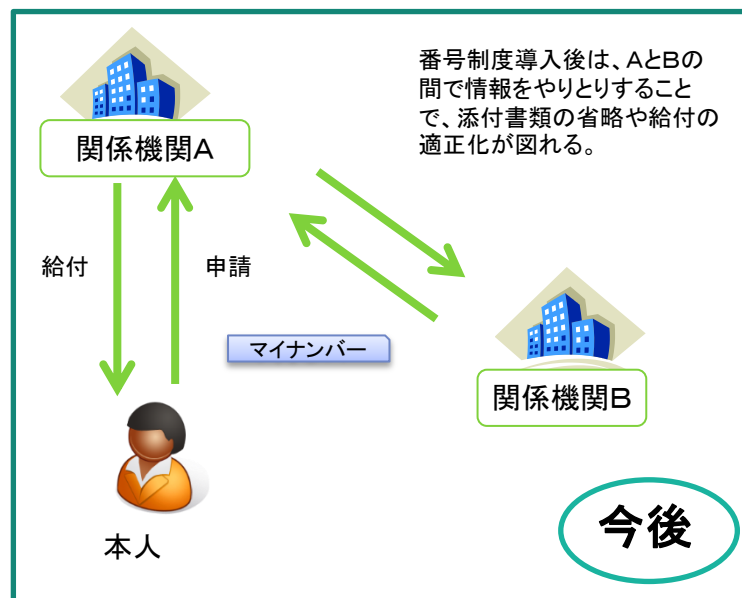 番号制度導入後は、AとBの
間で情報をやりとりすること
で、添付書類の省略や給付の
適正化が図れる。
関係機関A
給付
申請
マイナンバー
関係機関B
本人
今後